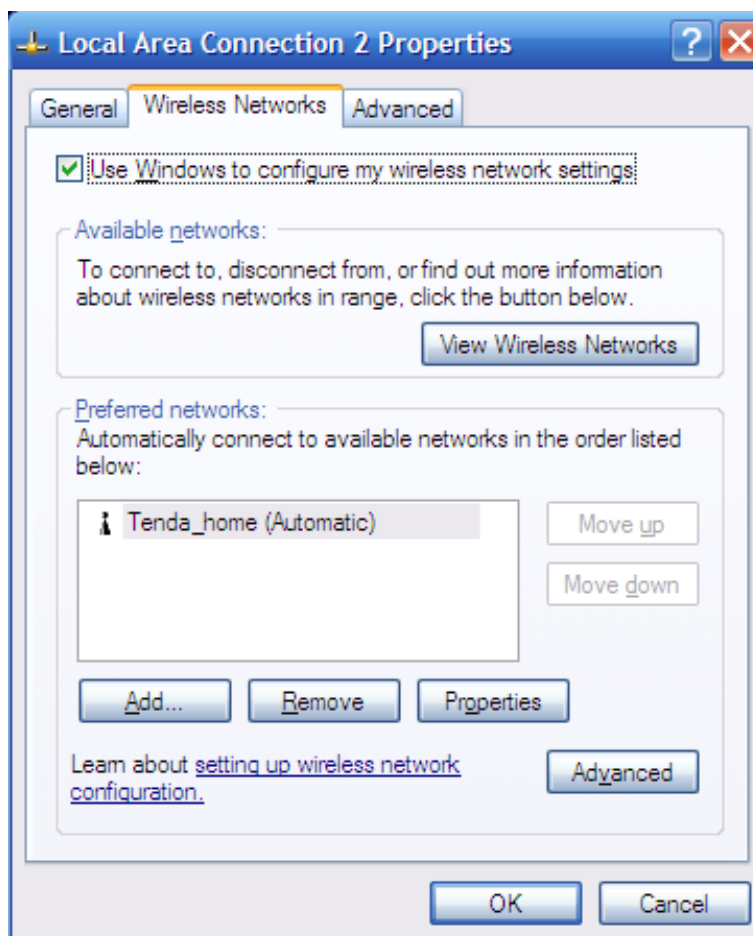 Local Area Connection 2 Properties
General
Wireless Networks
Advanced
Use Windows to configure my wireless network settings
Available networks:
To connect to, disconnect from, or find out more information
about wireless networks in range, click the button below.
View Wireless Networks
Preferred networks:
Automatically connect to available networks in the order listed
below:
Tenda_home (Automatic)
Move up
Move down
Add...
Remove
Properties
Learn about setting up wireless network
configuration.
Advanced
OK
Cancel